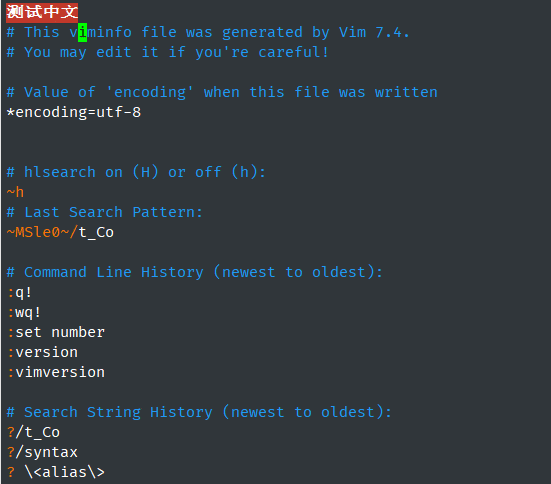 测试中文
# This viminfo file was generated by Vim 7.4.
# You may edit it if you're careful!
# Value of 'encoding' when this file was written
*encoding=utf-8
# hlsearch on (H) or off (h):
~h
# Last Search Pattern:
~MSle0~/t_Co
# Command Line History (newest to oldest):
:q!
:wq!
:set number
:version
:vimversion
# Search String History (newest to oldest):
?/t_Co
?/syntax
? \<alias\>